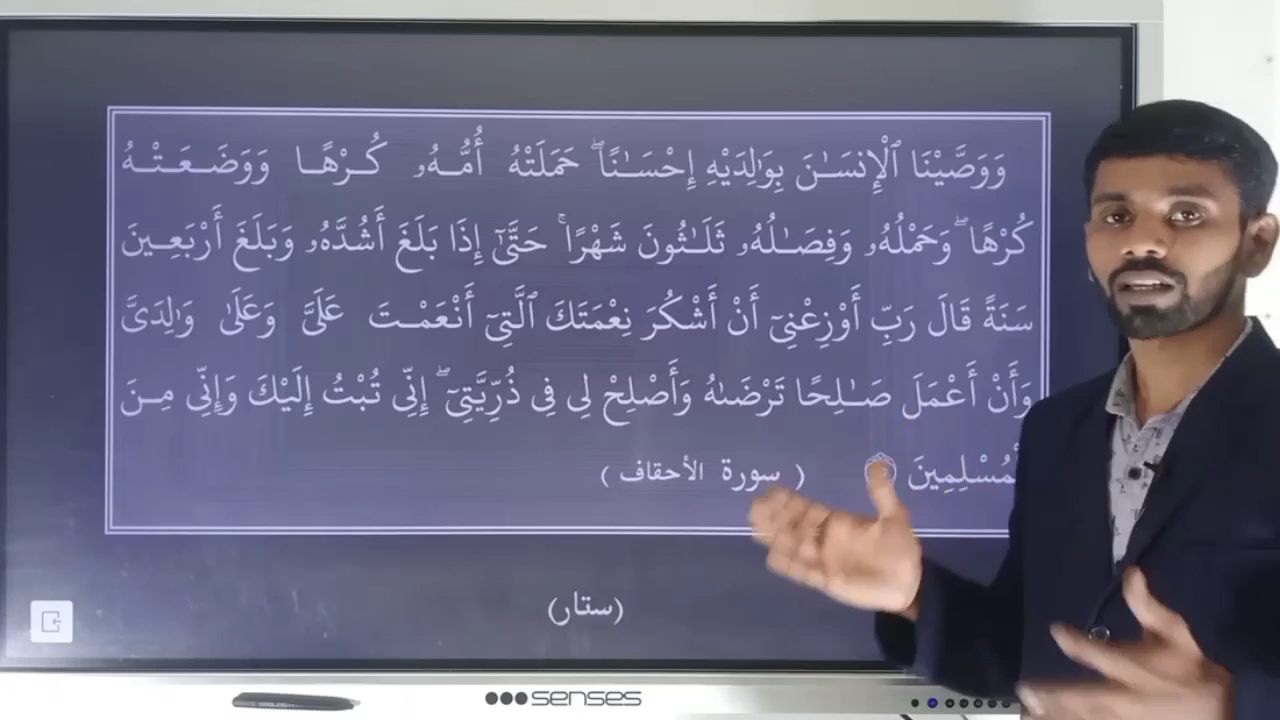 وَوَصَّيْنَا ٱلْإِنسَـٰنَ بِوَٰلِدَيْهِ إِحْسَـٰنًا ۖ حَمَلَتْهُ أُمُّهُۥ كُرْهًا وَوَضَعَتْهُ
كُرْهًا ۖ وَحَمْلُهُۥ وَفِصَـٰلُهُۥ ثَلَـٰثُونَ شَهْرًا ۚ حَتَّىٰٓ إِذَا بَلَغَ أَشُدَّهُۥ وَبَلَغَ أَرْبَعِينَ
سَنَةً قَالَ رَبِّ أَوْزِعْنِىٓ أَنْ أَشْكُرَ نِعْمَتَكَ ٱلَّتِىٓ أَنْعَمْتَ عَلَىَّ وَعَلَىٰ وَٰلِدَىَّ
وَأَنْ أَعْمَلَ صَـٰلِحًا تَرْضَىٰهُ وَأَصْلِحْ لِى فِى ذُرِّيَّتِىٓ ۖ إِنِّى تُبْتُ إِلَيْكَ وَإِنِّى مِنَ
ٱلْمُسْلِمِينَ ( سورة الأحقاف )
(ستار)
senses